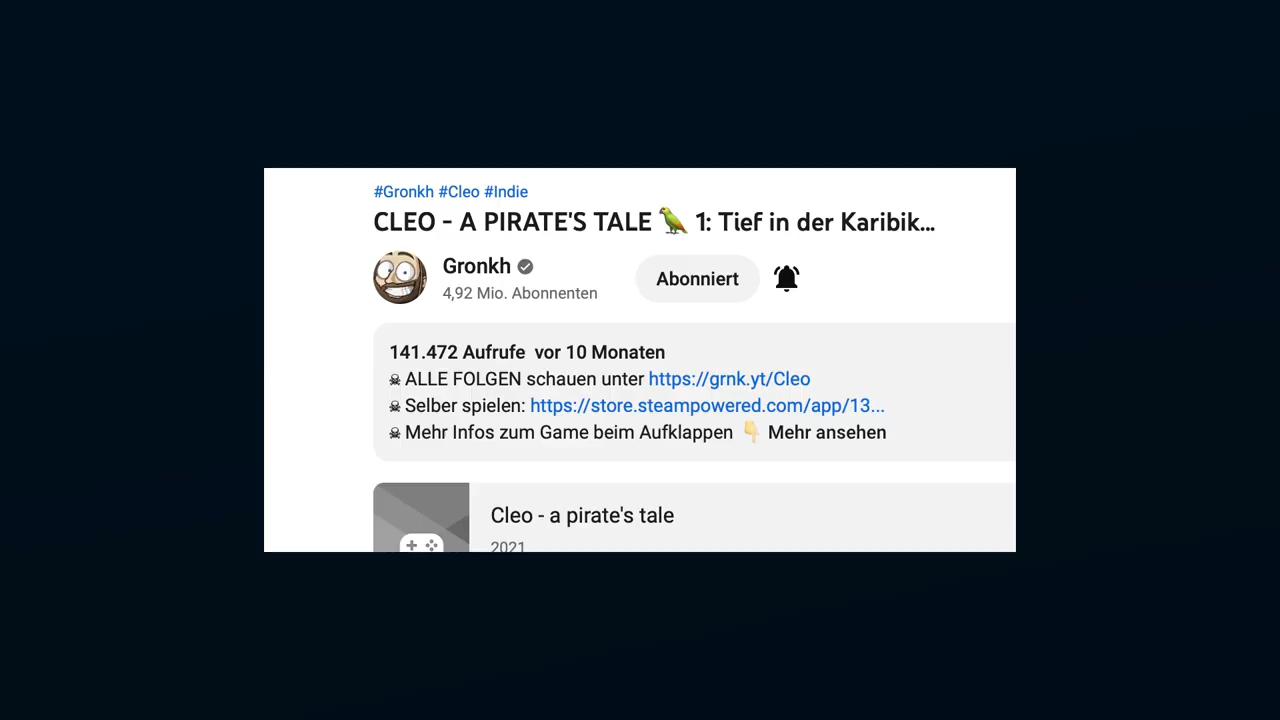 #Gronkh #Cleo #Indie
CLEO - A PIRATE'S TALE 🦜 1: Tief in der Karibik...
Gronkh
4,92 Mio. Abonnenten
Abonniert
141.472 Aufrufe vor 10 Monaten
☠ ALLE FOLGEN schauen unter https://grnk.yt/Cleo
☠ Selber spielen: https://store.steampowered.com/app/13...
☠ Mehr Infos zum Game beim Aufklappen 👇 Mehr ansehen
Cleo - a pirate's tale
2021